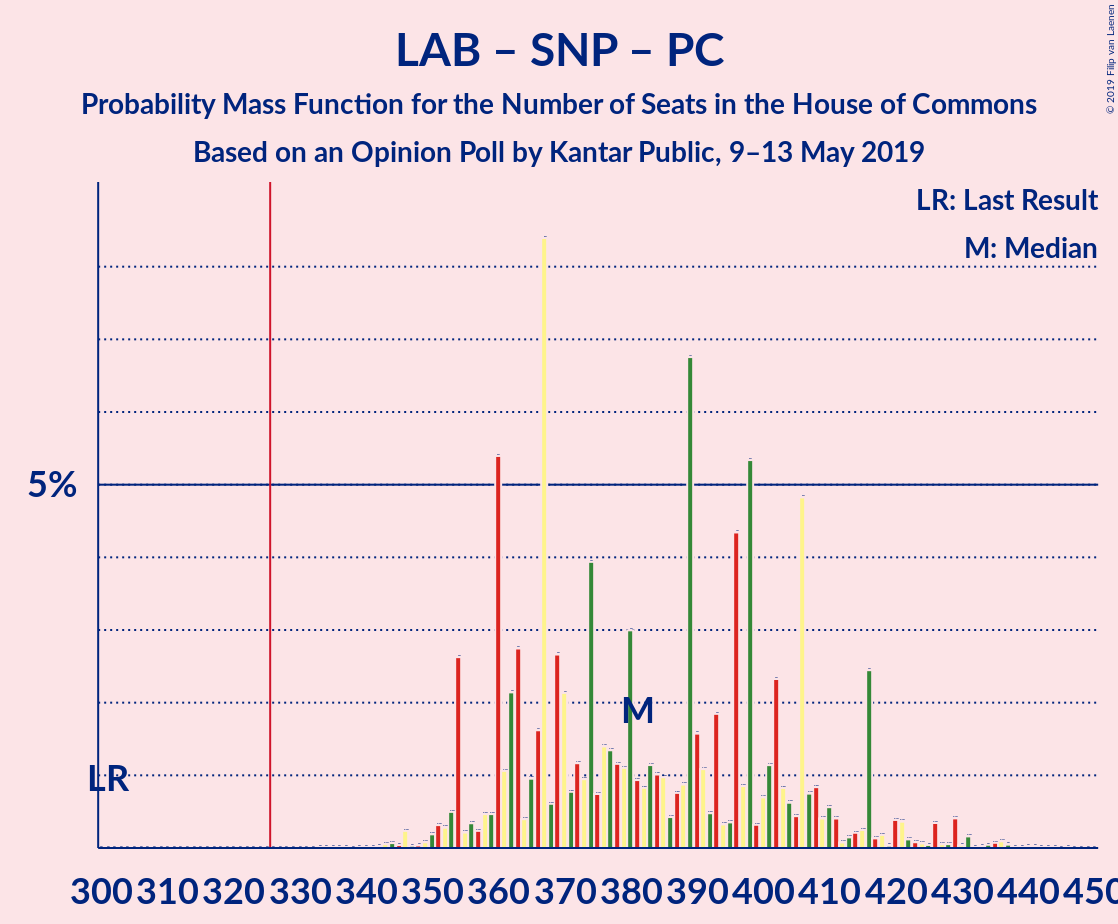 LAB – SNP – PC
Probability Mass Function for the Number of Seats in the House of Commons
Based on an Opinion Poll by Kantar Public, 9–13 May 2019
© 2019 Filip van Laenen
LR: Last Result
M: Median
5%
M
LR
300 310 320 330 340 350 360 370 380 390 400 410 420 430 440 450